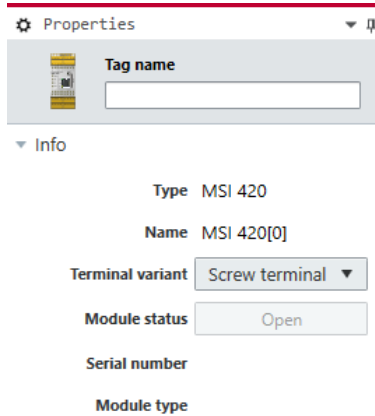 Properties
Tag name
Info
Type MSI 420
Name MSI 420[0]
Terminal variant Screw terminal
Module status Open
Serial number
Module type